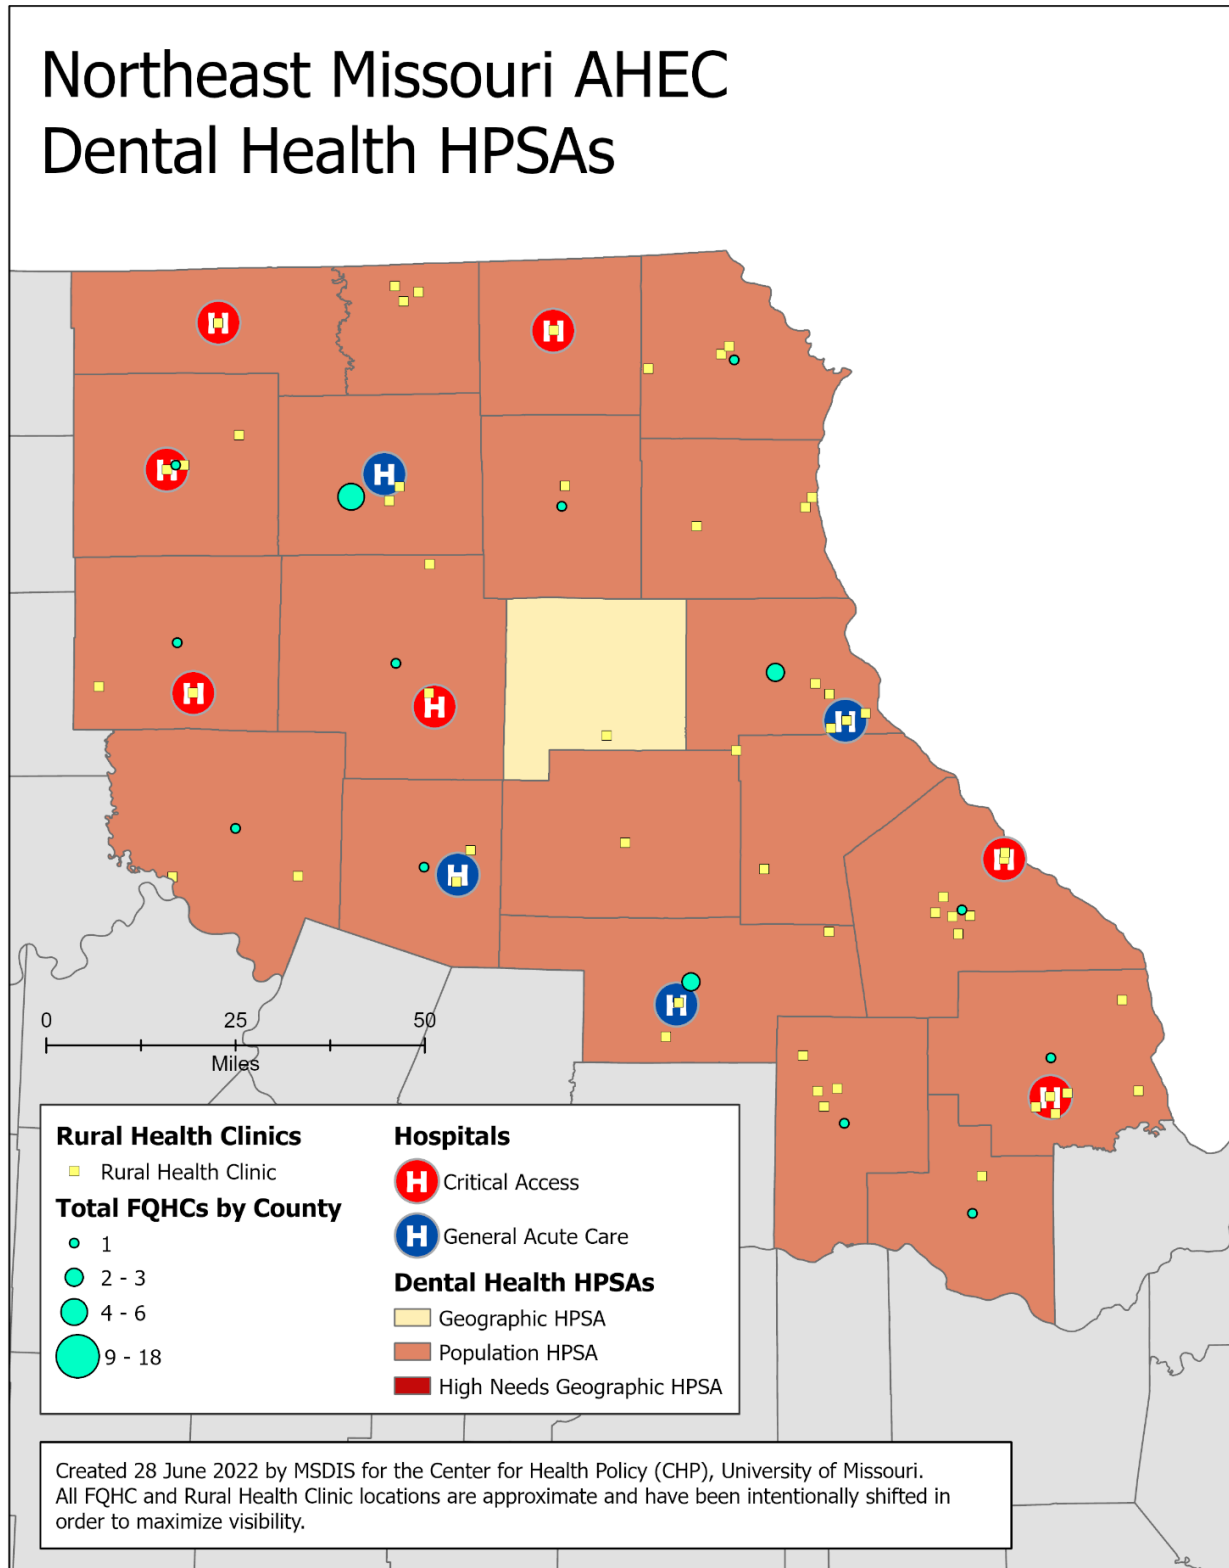 Northeast Missouri AHEC
Dental Health HPSAs
H
H
H
H
H
H
H
H
H
H
H
0 25 50
Miles
Rural Health Clinics
Rural Health Clinic
Total FQHCs by County
1
2 - 3
4 - 6
9 - 18
Hospitals
H Critical Access
H General Acute Care
Dental Health HPSAs
Geographic HPSA
Population HPSA
High Needs Geographic HPSA
Created 28 June 2022 by MSDIS for the Center for Health Policy (CHP), University of Missouri.
All FQHC and Rural Health Clinic locations are approximate and have been intentionally shifted in
order to maximize visibility.